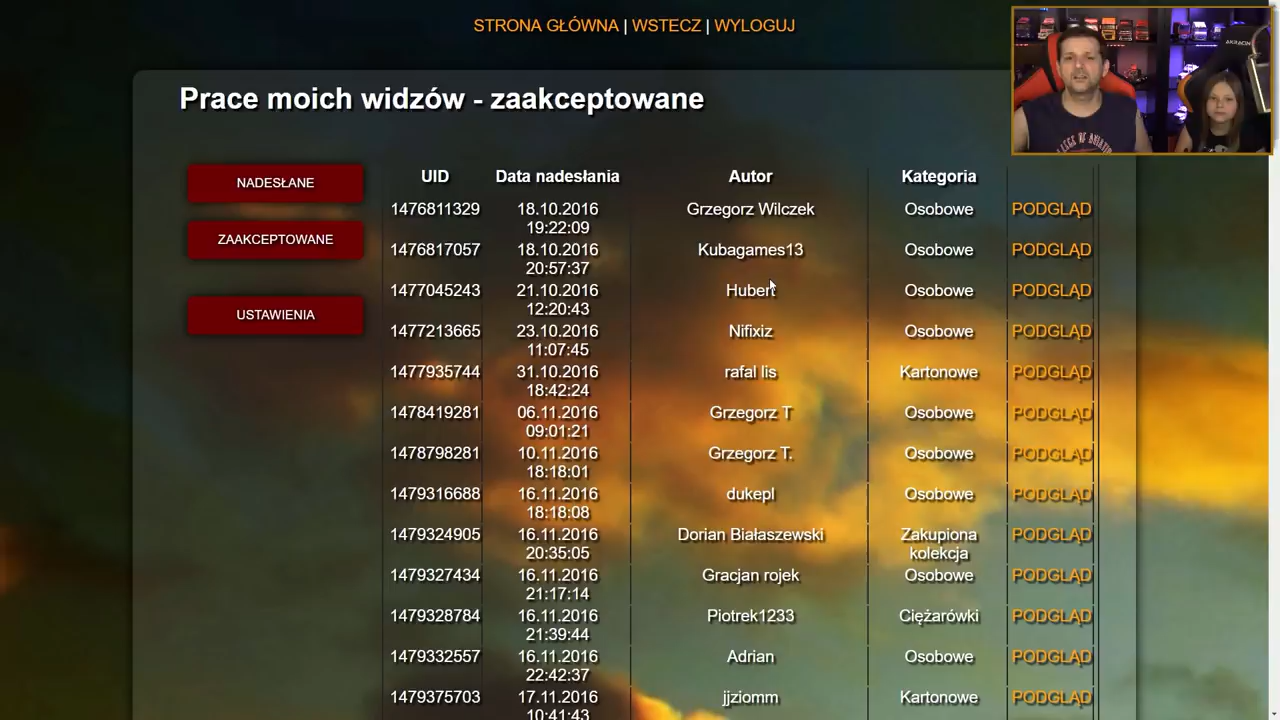 STRONA GŁÓWNA | WSTECZ | WYLOGUJ
AKRACING
Prace moich widzów - zaakceptowane
NADESŁANE
ZAAKCEPTOWANE
USTAWIENIA
UID Data nadesłania Autor Kategoria
1476811329 18.10.2016 Grzegorz Wilczek Osobowe PODGLĄD
19:22:09
1476817057 18.10.2016 Kubagames13 Osobowe PODGLĄD
20:57:37
1477045243 21.10.2016 Hubert Osobowe PODGLĄD
12:20:43
1477213665 23.10.2016 Nifixiz Osobowe PODGLĄD
11:07:45
1477935744 31.10.2016 rafal lis Kartonowe PODGLĄD
18:42:24
1478419281 06.11.2016 Grzegorz T Osobowe PODGLĄD
09:01:21
1478798281 10.11.2016 Grzegorz T. Osobowe PODGLĄD
18:18:01
1479316688 16.11.2016 dukepl Osobowe PODGLĄD
18:18:08
1479324905 16.11.2016 Dorian Białaszewski Zakupiona PODGLĄD
20:35:05 kolekcja
1479327434 16.11.2016 Gracjan rojek Osobowe PODGLĄD
21:17:14
1479328784 16.11.2016 Piotrek1233 Ciężarówki PODGLĄD
21:39:44
1479332557 16.11.2016 Adrian Osobowe PODGLĄD
22:42:37
1479375703 17.11.2016 jjziomm Kartonowe PODGLĄD
10:41:43